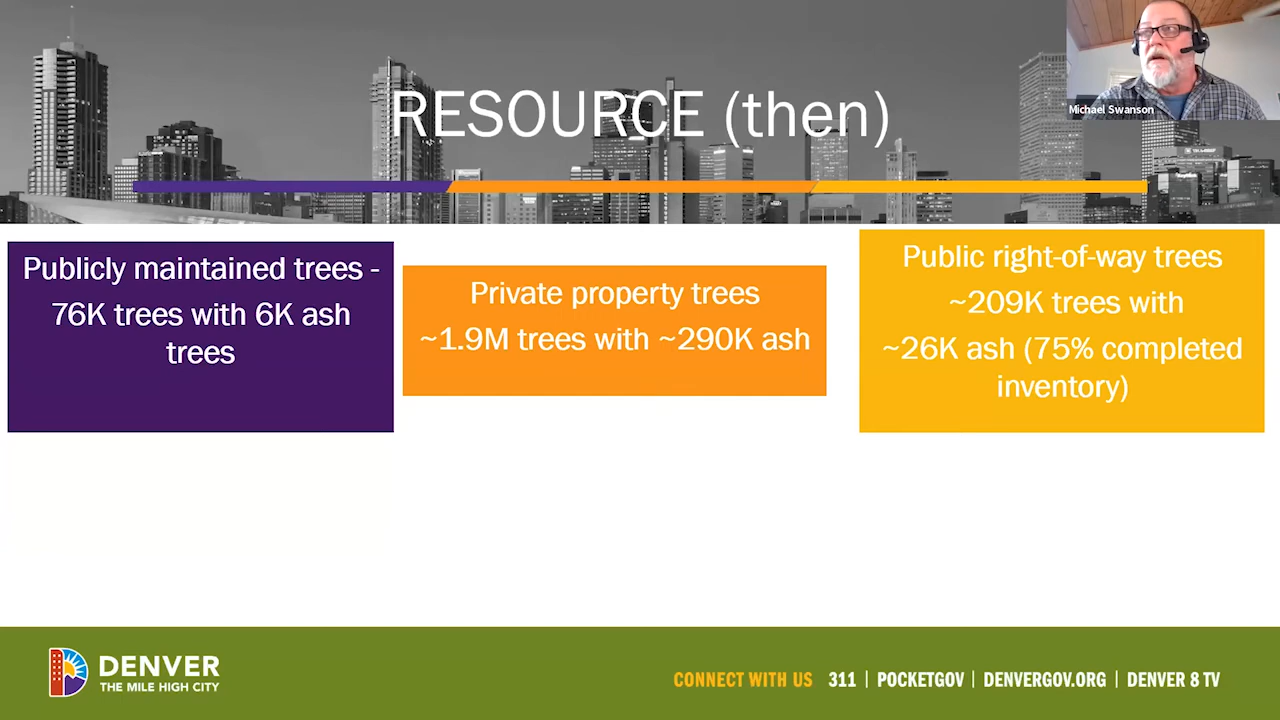 Michael Swanson
RESOURCE (then)
Publicly maintained trees -
76K trees with 6K ash
trees
Private property trees
~1.9M trees with ~290K ash
Public right-of-way trees
~209K trees with
~26K ash (75% completed
inventory)
DENVER
THE MILE HIGH CITY
CONNECT WITH US 311 | POCKETGOV | DENVERGOV.ORG | DENVER 8 TV